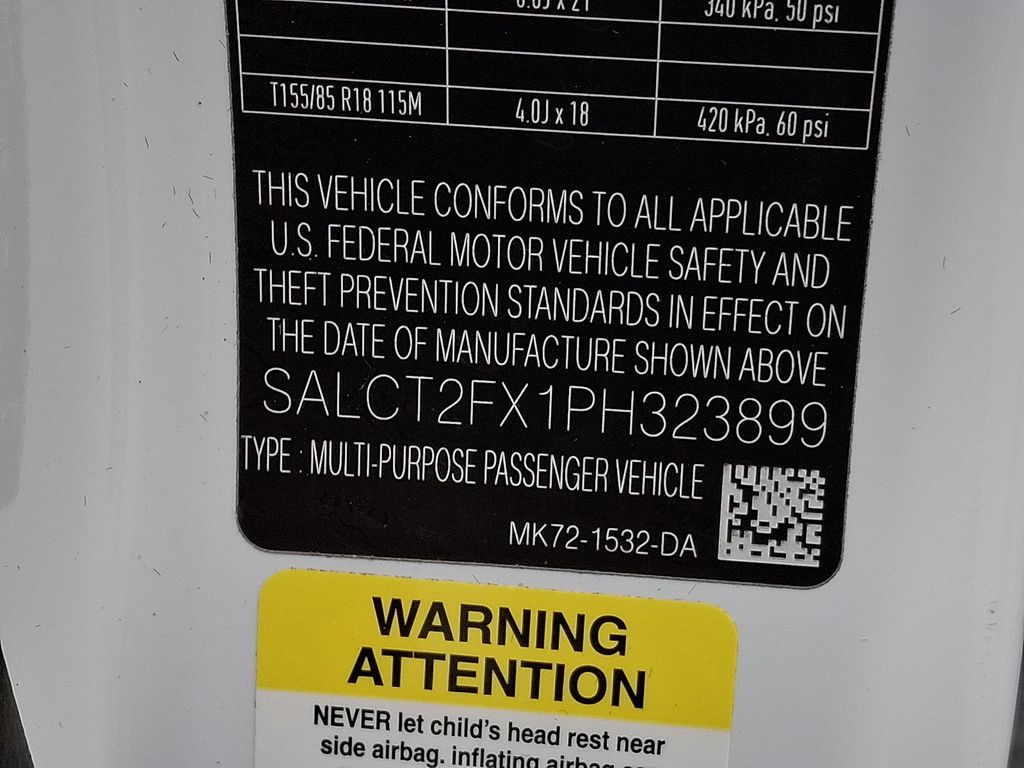 340 kPa, 50 psi
T155/85 R18 115M 4.0J x 18 420 kPa, 60 psi
THIS VEHICLE CONFORMS TO ALL APPLICABLE
U.S. FEDERAL MOTOR VEHICLE SAFETY AND
THEFT PREVENTION STANDARDS IN EFFECT ON
THE DATE OF MANUFACTURE SHOWN ABOVE
SALCT2FX1PH323899
TYPE : MULTI-PURPOSE PASSENGER VEHICLE
MK72-1532-DA
WARNING
ATTENTION
NEVER let child's head rest near
side airbag. inflating airbag